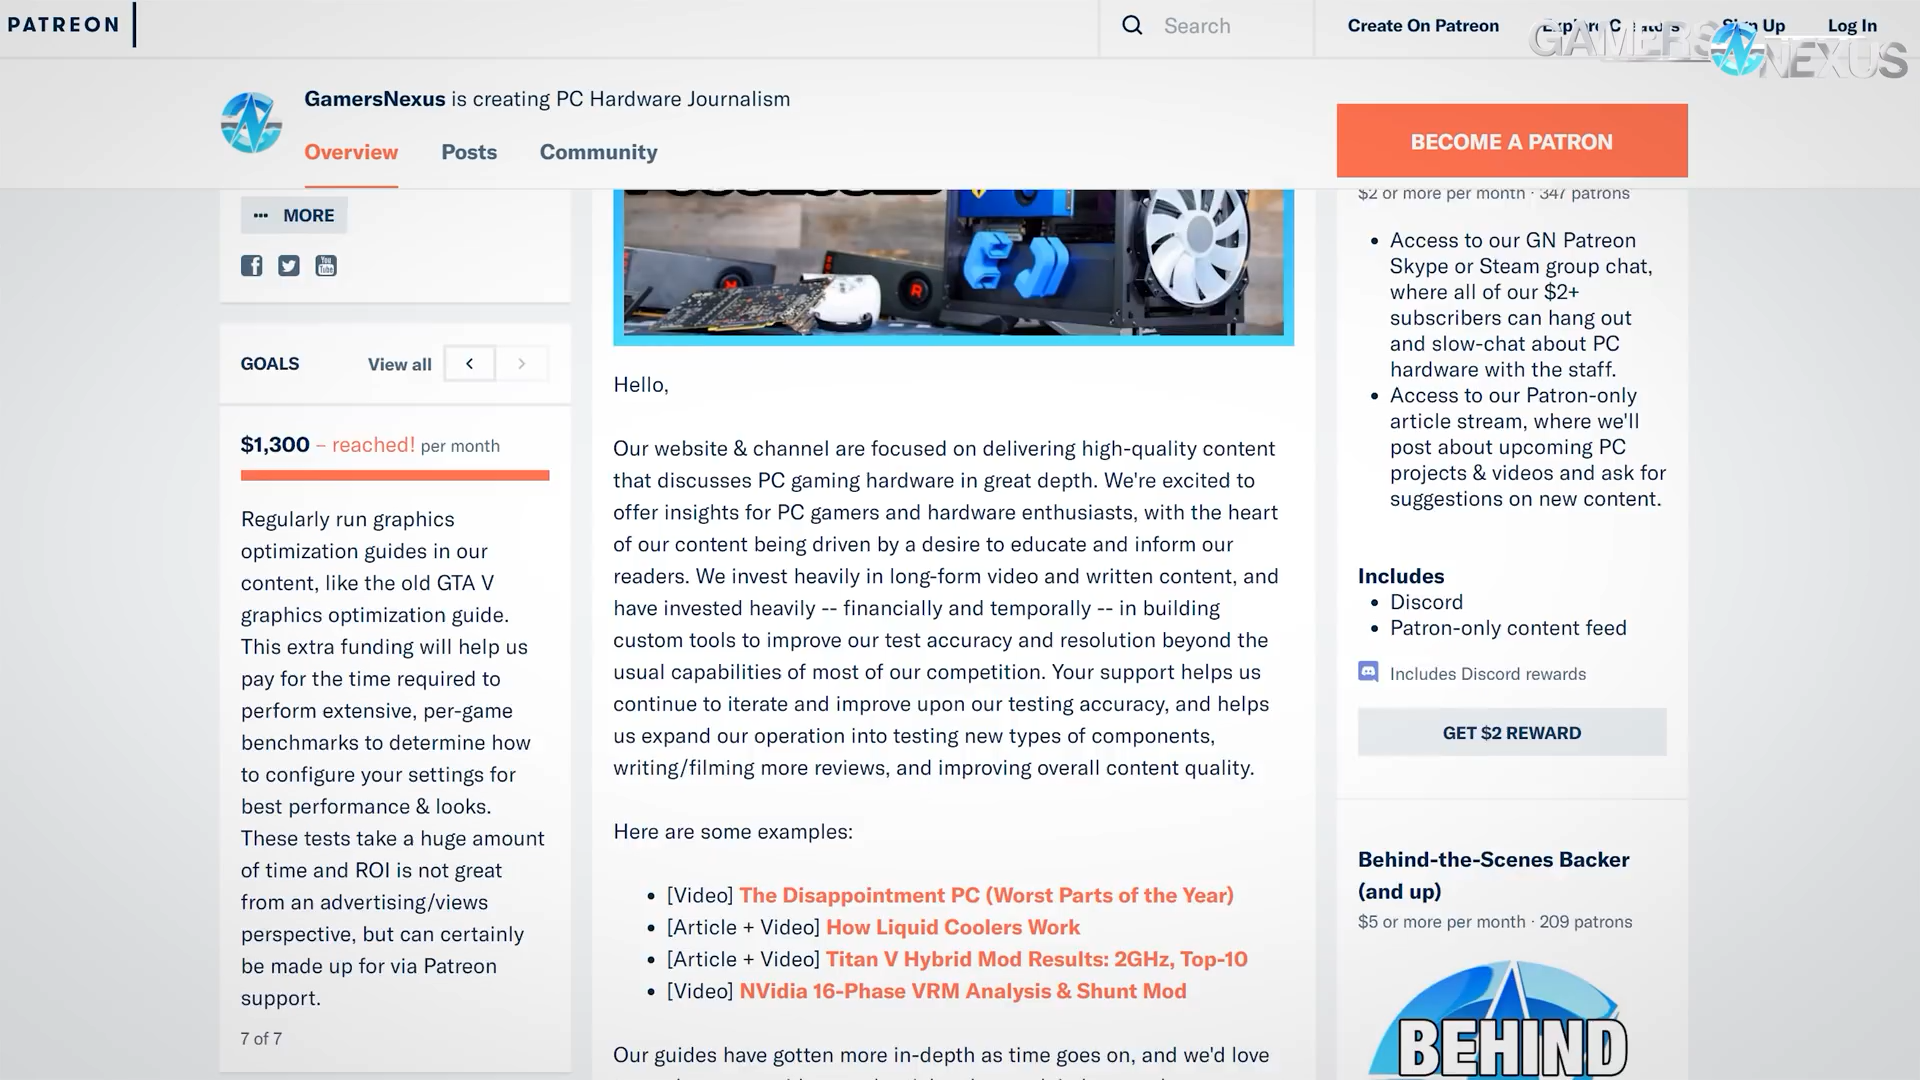 PATREON
Search
Create On Patreon
Explore Creators
Sign Up
Log In
GAMERS NEXUS
GamersNexus is creating PC Hardware Journalism
Overview
Posts
Community
BECOME A PATRON
••• MORE
GOALS
View all
$1,300 – reached! per month
Regularly run graphics
optimization guides in our
content, like the old GTA V
graphics optimization guide.
This extra funding will help us
pay for the time required to
perform extensive, per-game
benchmarks to determine how
to configure your settings for
best performance & looks.
These tests take a huge amount
of time and ROI is not great
from an advertising/views
perspective, but can certainly
be made up for via Patreon
support.
7 of 7
Hello,
Our website & channel are focused on delivering high-quality content
that discusses PC gaming hardware in great depth. We're excited to
offer insights for PC gamers and hardware enthusiasts, with the heart
of our content being driven by a desire to educate and inform our
readers. We invest heavily in long-form video and written content, and
have invested heavily -- financially and temporally -- in building
custom tools to improve our test accuracy and resolution beyond the
usual capabilities of most of our competition. Your support helps us
continue to iterate and improve upon our testing accuracy, and helps
us expand our operation into testing new types of components,
writing/filming more reviews, and improving overall content quality.
Here are some examples:
• [Video] The Disappointment PC (Worst Parts of the Year)
• [Article + Video] How Liquid Coolers Work
• [Article + Video] Titan V Hybrid Mod Results: 2GHz, Top-10
• [Video] NVidia 16-Phase VRM Analysis & Shunt Mod
Our guides have gotten more in-depth as time goes on, and we'd love
$2 or more per month · 347 patrons
• Access to our GN Patreon
Skype or Steam group chat,
where all of our $2+
subscribers can hang out
and slow-chat about PC
hardware with the staff.
• Access to our Patron-only
article stream, where we'll
post about upcoming PC
projects & videos and ask for
suggestions on new content.
Includes
• Discord
• Patron-only content feed
Includes Discord rewards
GET $2 REWARD
Behind-the-Scenes Backer
(and up)
$5 or more per month · 209 patrons
BEHIND